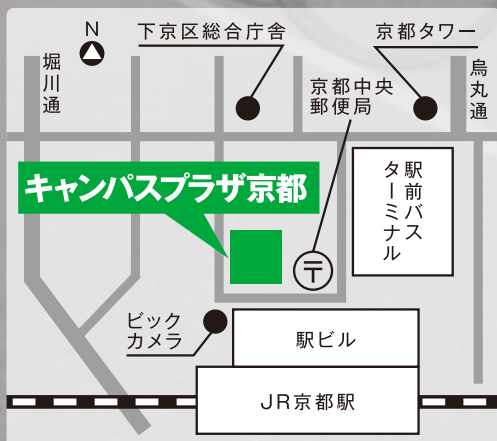 N
下京区総合庁舎
京都タワー
堀川通
京都中央
郵便局
烏丸通
キャンパスプラザ京都
駅前バス
ターミナル
〒
ビック
カメラ
駅ビル
JR京都駅